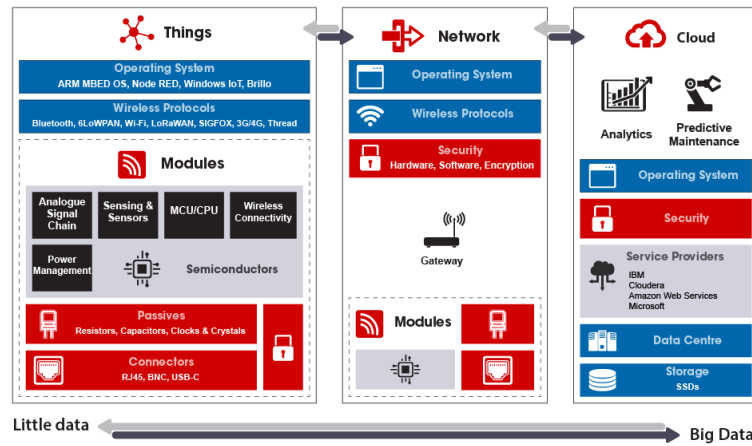 Things
Operating System
ARM MBED OS, Node RED, Windows IoT, Brillo
Wireless Protocols
Bluetooth, 6LoWPAN, Wi-Fi, LoRaWAN, SIGFOX, 3G/4G, Thread
Modules
Analogue
Signal
Chain
Sensing &
Sensors
MCU/CPU
Wireless
Connectivity
Power
Management
Semiconductors
Passives
Resistors, Capacitors, Clocks & Crystals
Connectors
RJ45, BNC, USB-C
Network
Operating System
Wireless Protocols
Security
Hardware, Software, Encryption
Gateway
Modules
Cloud
Analytics
Predictive
Maintenance
Operating System
Security
Service Providers
IBM
Cloudera
Amazon Web Services
Microsoft
Data Centre
Storage
SSDs
Little data
Big Data